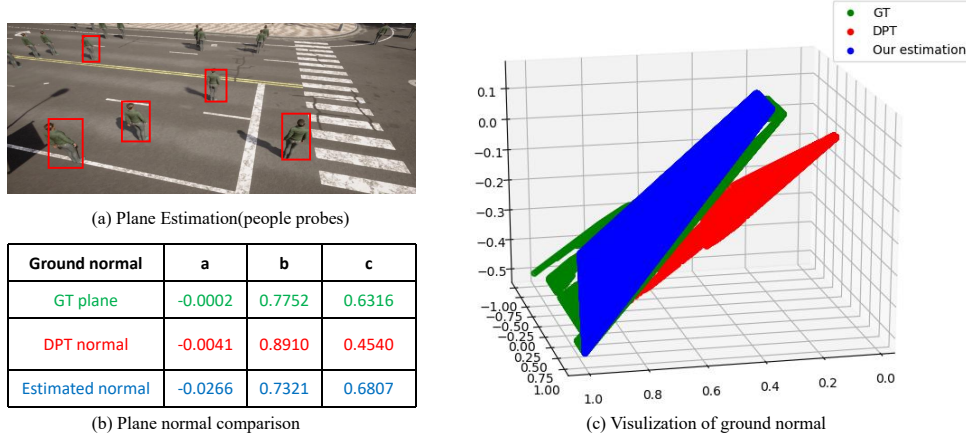 (a) Plane Estimation(people probes)
Ground normal a b c
GT plane -0.0002 0.7752 0.6316
DPT normal -0.0041 0.8910 0.4540
Estimated normal -0.0266 0.7321 0.6807
(b) Plane normal comparison
GT
DPT
Our estimation
0.1
0.0
−0.1
−0.2
−0.3
−0.4
−0.5
−1.00
−0.75
−0.50
−0.25
0.00
0.25
0.50
0.75
1.00
1.0 0.8 0.6 0.4 0.2 0.0
(c) Visulization of ground normal